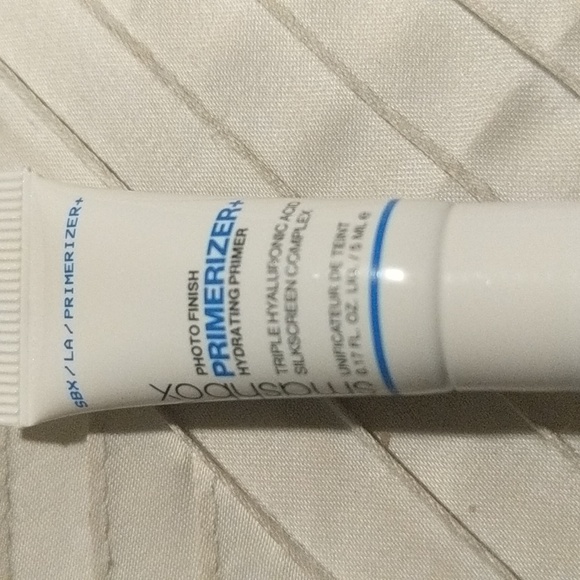 SBX/LA/PRIMERIZER+
PHOTO FINISH
PRIMERIZER+
HYDRATING PRIMER
TRIPLE HYALURONIC ACID
SILKSCREEN COMPLEX
UNIFICATEUR DE TEINT
0.17 FL. OZ. LIQ. / 5 ML e
smashbox